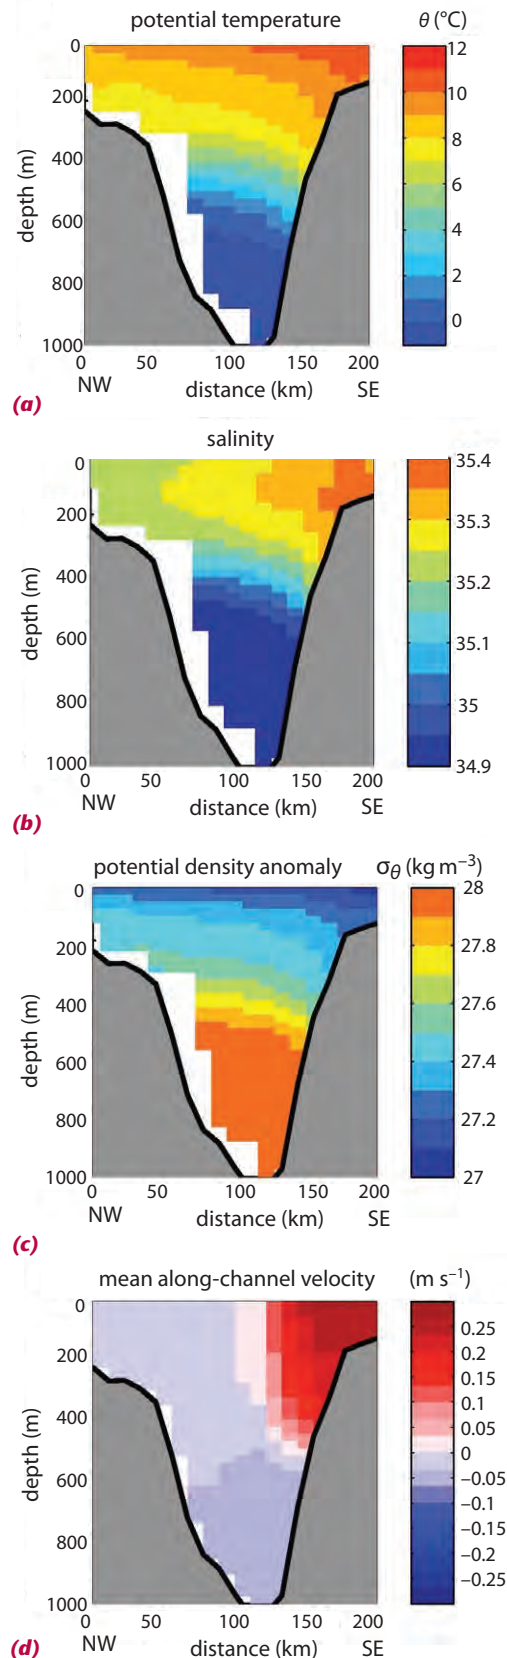 potential temperature
θ (°C)
0
200
400
600
800
1000
depth (m)
0
50
100
150
200
NW
distance (km)
SE
12
10
8
6
4
2
0
(a)
salinity
0
200
400
600
800
1000
depth (m)
0
50
100
150
200
NW
distance (km)
SE
35.4
35.3
35.2
35.1
35
34.9
(b)
potential density anomaly
σθ (kg m⁻³)
0
200
400
600
800
1000
depth (m)
0
50
100
150
200
NW
distance (km)
SE
28
27.8
27.6
27.4
27.2
27
(c)
mean along-channel velocity
(m s⁻¹)
0
200
400
600
800
1000
depth (m)
0
50
100
150
200
NW
distance (km)
SE
0.25
0.2
0.15
0.1
0.05
0
−0.05
−0.1
−0.15
−0.2
−0.25
(d)